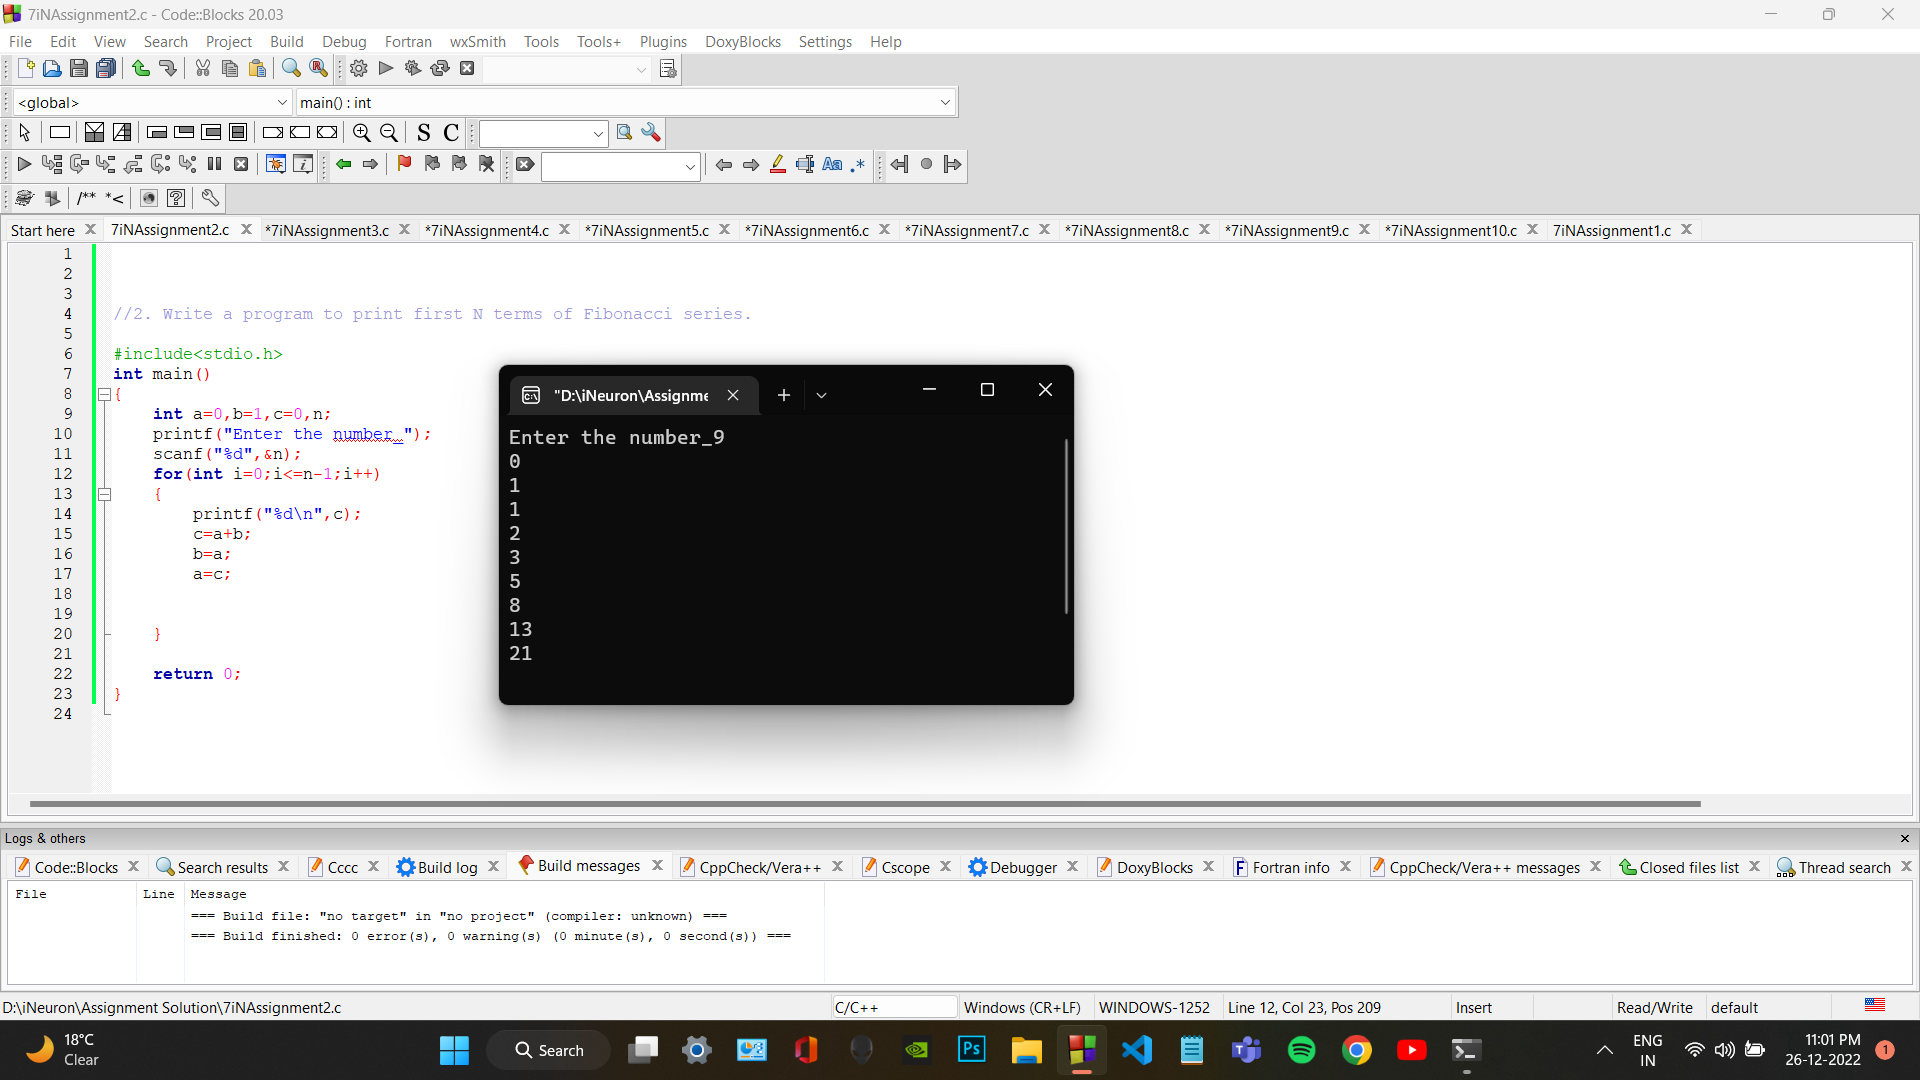 7iNAssignment2.c - Code::Blocks 20.03
File Edit View Search Project Build Debug Fortran wxSmith Tools Tools+ Plugins DoxyBlocks Settings Help
<global> main() : int
S C
Aa .*
/** *<
Start here 7iNAssignment2.c *7iNAssignment3.c *7iNAssignment4.c *7iNAssignment5.c *7iNAssignment6.c *7iNAssignment7.c *7iNAssignment8.c *7iNAssignment9.c *7iNAssignment10.c 7iNAssignment1.c
1
2
3
4 //2. Write a program to print first N terms of Fibonacci series.
5
6 #include<stdio.h>
7 int main()
8 {
9 int a=0,b=1,c=0,n;
10 printf("Enter the number_");
11 scanf("%d",&n);
12 for(int i=0;i<=n-1;i++)
13 {
14 printf("%d\n",c);
15 c=a+b;
16 b=a;
17 a=c;
18
19
20 }
21
22 return 0;
23 }
24
"D:\iNeuron\Assignme
Enter the number_9
0
1
1
2
3
5
8
13
21
Logs & others
Code::Blocks Search results Cccc Build log Build messages CppCheck/Vera++ Cscope Debugger DoxyBlocks Fortran info CppCheck/Vera++ messages Closed files list Thread search
File Line Message
=== Build file: "no target" in "no project" (compiler: unknown) ===
=== Build finished: 0 error(s), 0 warning(s) (0 minute(s), 0 second(s)) ===
D:\iNeuron\Assignment Solution\7iNAssignment2.c C/C++ Windows (CR+LF) WINDOWS-1252 Line 12, Col 23, Pos 209 Insert Read/Write default
18°C
Clear
Search
Ps
ENG
IN
11:01 PM
26-12-2022
1